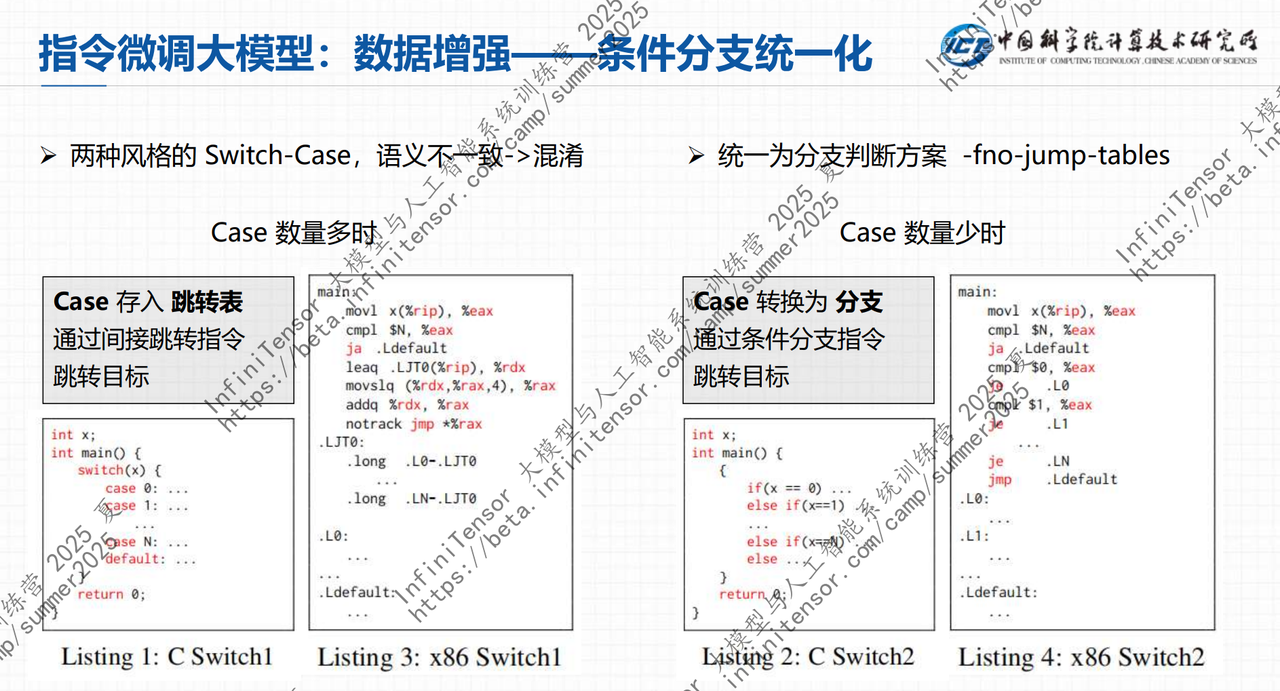 指令微调大模型：数据增强——条件分支统一化
中国科学院计算技术研究所
INSTITUTE OF COMPUTING TECHNOLOGY, CHINESE ACADEMY OF SCIENCES
ICT
➢ 两种风格的 Switch-Case，语义不一致->混淆
Case 数量多时
Case 存入 跳转表
通过间接跳转指令
跳转目标
int x;
int main() {
switch(x) {
case 0: ...
case 1: ...
...
case N: ...
default: ...
}
return 0;
}
Listing 1: C Switch1
main:
movl x(%rip), %eax
cmpl $N, %eax
ja .Ldefault
leaq .LJT0(%rip), %rdx
movslq (%rdx,%rax,4), %rax
addq %rdx, %rax
notrack jmp *%rax
.LJT0:
.long .L0-.LJT0
...
.long .LN-.LJT0
.L0:
...
...
.Ldefault:
...
Listing 3: x86 Switch1
➢ 统一为分支判断方案 -fno-jump-tables
Case 数量少时
Case 转换为 分支
通过条件分支指令
跳转目标
int x;
int main() {
{
if(x == 0) ...
else if(x==1)
...
else if(x==N)
else ...
}
return 0;
}
Listing 2: C Switch2
main:
movl x(%rip), %eax
cmpl $N, %eax
ja .Ldefault
cmpl $0, %eax
je .L0
cmpl $1, %eax
je .L1
...
je .LN
jmp .Ldefault
.L0:
...
.L1:
...
...
.Ldefault:
...
Listing 4: x86 Switch2
InfiniTensor 大模型与人工智能系统训练营 2025 夏
https://beta.infinitensor.com/camp/summer2025